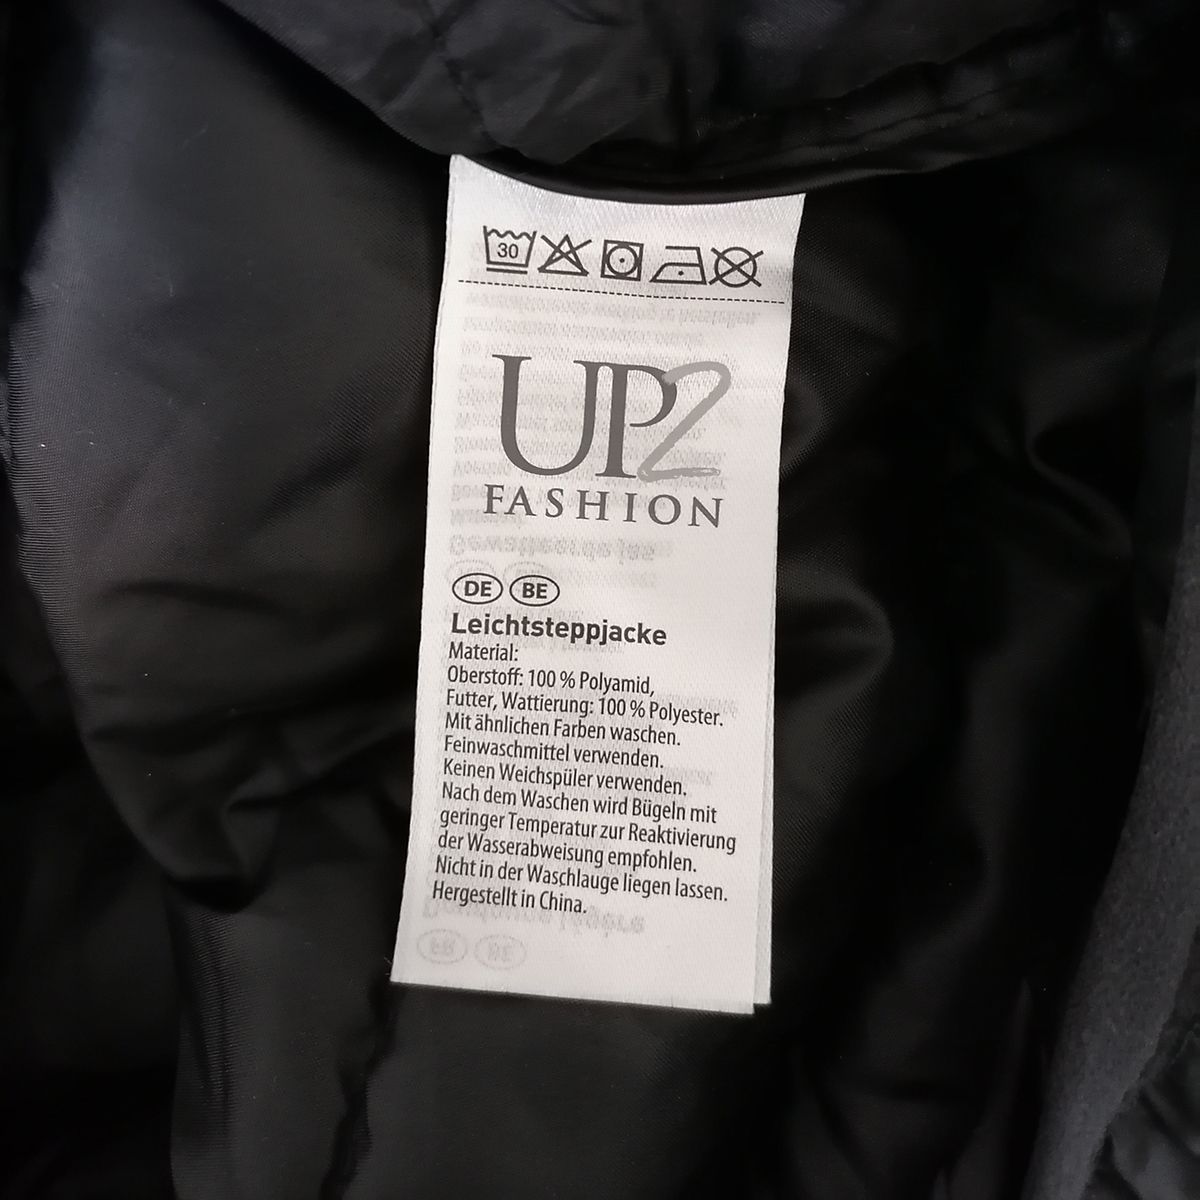 30
UP2
FASHION
DE BE
Leichtsteppjacke
Material:
Oberstoff: 100 % Polyamid,
Futter, Wattierung: 100 % Polyester.
Mit ähnlichen Farben waschen.
Feinwaschmittel verwenden.
Keinen Weichspüler verwenden.
Nach dem Waschen wird Bügeln mit
geringer Temperatur zur Reaktivierung
der Wasserabweisung empfohlen.
Nicht in der Waschlauge liegen lassen.
Hergestellt in China.